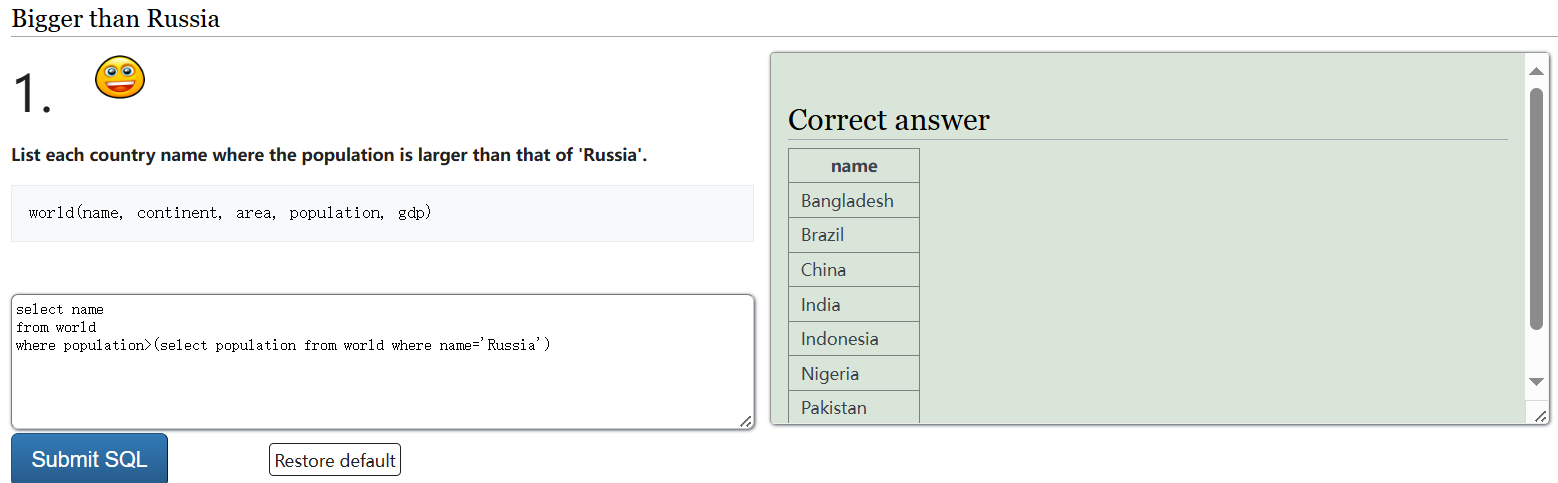 Bigger than Russia
1.
List each country name where the population is larger than that of 'Russia'.
world(name, continent, area, population, gdp)
select name
from world
where population>(select population from world where name='Russia')
Submit SQL
Restore default
Correct answer
name
Bangladesh
Brazil
China
India
Indonesia
Nigeria
Pakistan